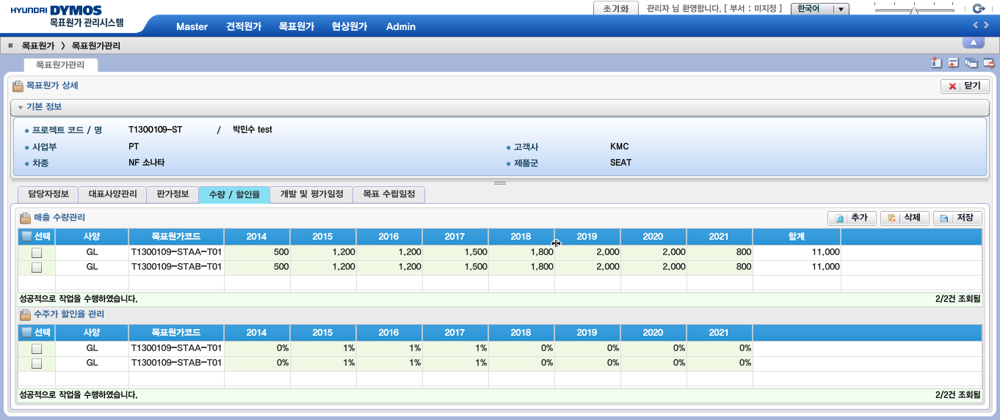 HYUNDAI DYMOS
목표원가 관리시스템
초기화 관리자 님 환영합니다. [ 부서 : 미지정 ] 한국어
Master 견적원가 목표원가 현상원가 Admin
목표원가 〉 목표원가관리
목표원가관리
목표원가 상세 닫기
기본 정보
프로젝트 코드 / 명 T1300109-ST / 박민수 test
사업부 PT 고객사 KMC
차종 NF 소나타 제품군 SEAT
담당자정보 대표사양관리 판가정보 수량 / 할인율 개발 및 평가일정 목표 수립일정
매출 수량관리 추가 삭제 저장
선택 사양 목표원가코드 2014 2015 2016 2017 2018 2019 2020 2021 합계
GL T1300109-STAA-T01 500 1,200 1,200 1,500 1,800 2,000 2,000 800 11,000
GL T1300109-STAB-T01 500 1,200 1,200 1,500 1,800 2,000 2,000 800 11,000
성공적으로 작업을 수행하였습니다. 2/2건 조회됨
수주가 할인율 관리
선택 사양 목표원가코드 2014 2015 2016 2017 2018 2019 2020 2021
GL T1300109-STAA-T01 0% 1% 1% 1% 0% 0% 0% 0%
GL T1300109-STAB-T01 0% 1% 1% 1% 0% 0% 0% 0%
성공적으로 작업을 수행하였습니다. 2/2건 조회됨